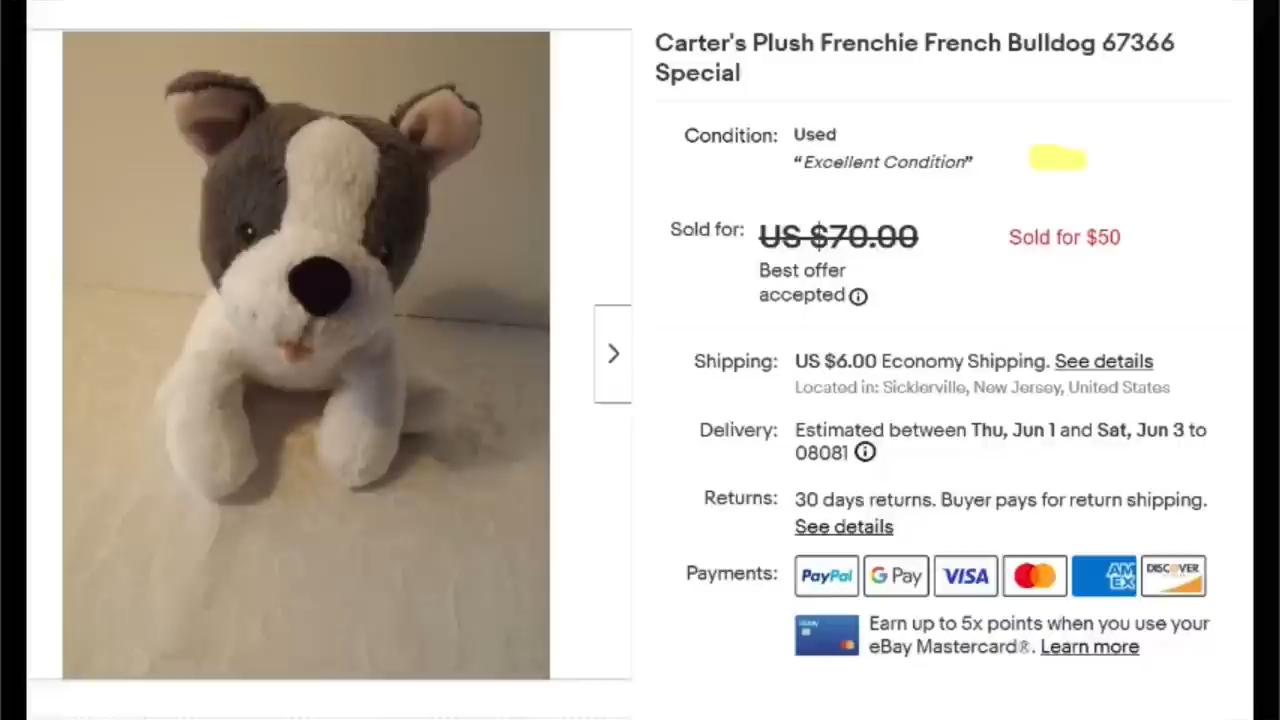 Carter's Plush Frenchie French Bulldog 67366
Special
Condition: Used
"Excellent Condition"
Sold for: US $70.00 Sold for $50
Best offer
accepted
Shipping: US $6.00 Economy Shipping. See details
Located in: Sicklerville, New Jersey, United States
Delivery: Estimated between Thu, Jun 1 and Sat, Jun 3 to
08081
Returns: 30 days returns. Buyer pays for return shipping.
See details
Payments: PayPal G Pay VISA AM EX DISCOVER
Earn up to 5x points when you use your
eBay Mastercard®. Learn more